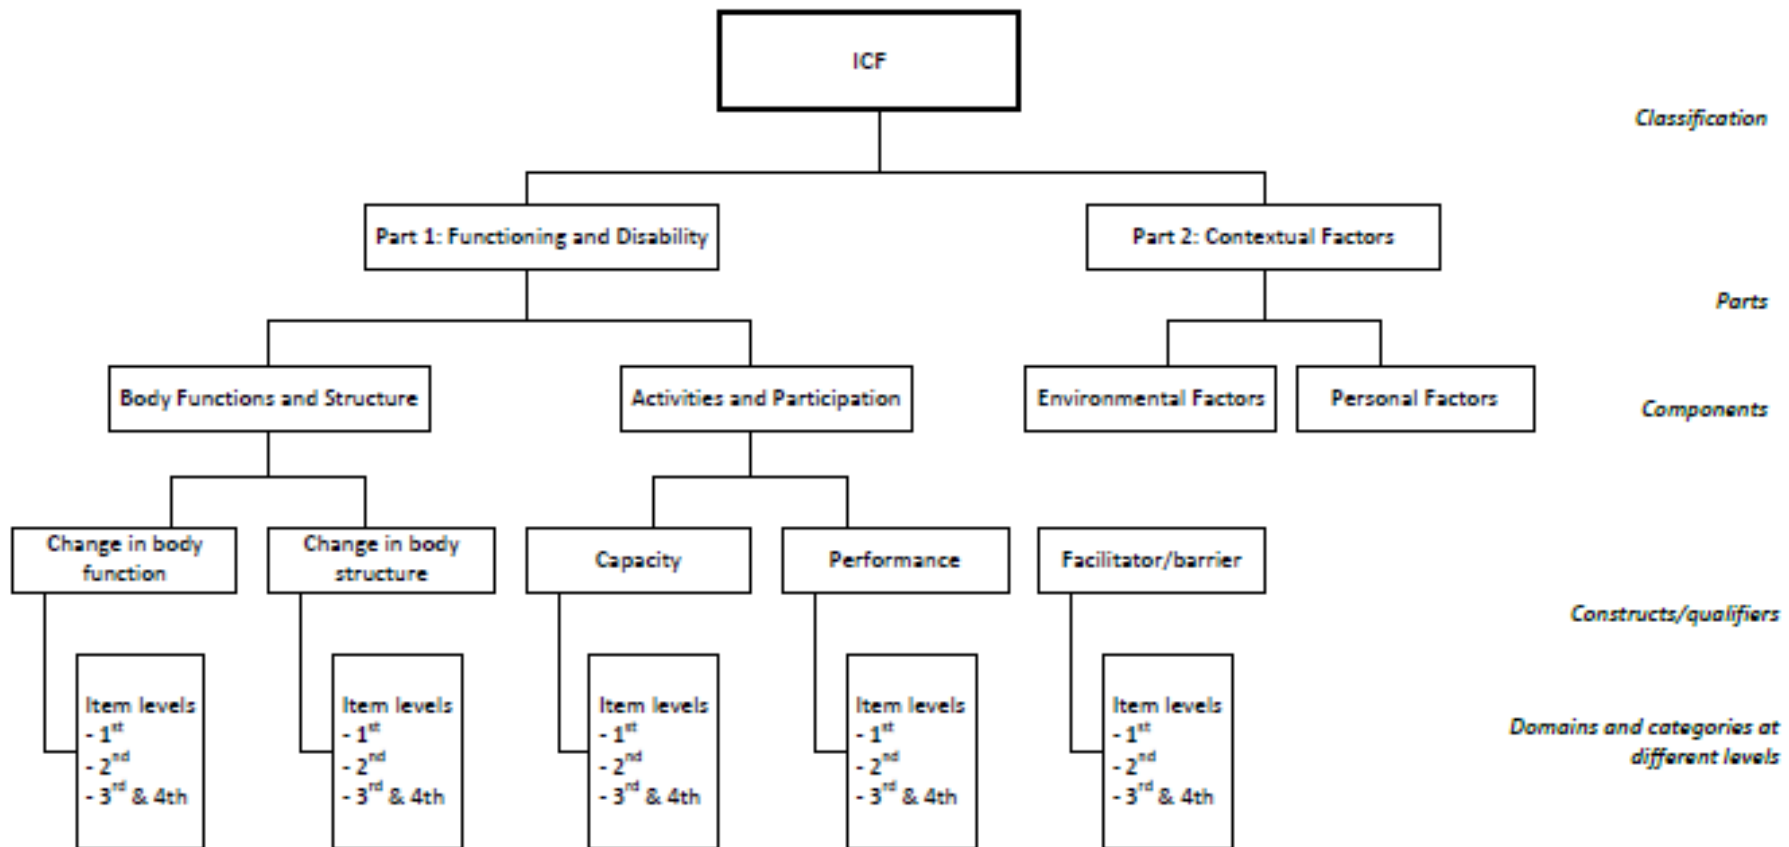 ICF
Classification
Part 1: Functioning and Disability
Part 2: Contextual Factors
Parts
Body Functions and Structure
Activities and Participation
Environmental Factors
Personal Factors
Components
Change in body
function
Change in body
structure
Capacity
Performance
Facilitator/barrier
Constructs/qualifiers
Item levels
- 1st
- 2nd
- 3rd & 4th
Item levels
- 1st
- 2nd
- 3rd & 4th
Item levels
- 1st
- 2nd
- 3rd & 4th
Item levels
- 1st
- 2nd
- 3rd & 4th
Item levels
- 1st
- 2nd
- 3rd & 4th
Domains and categories at
different levels